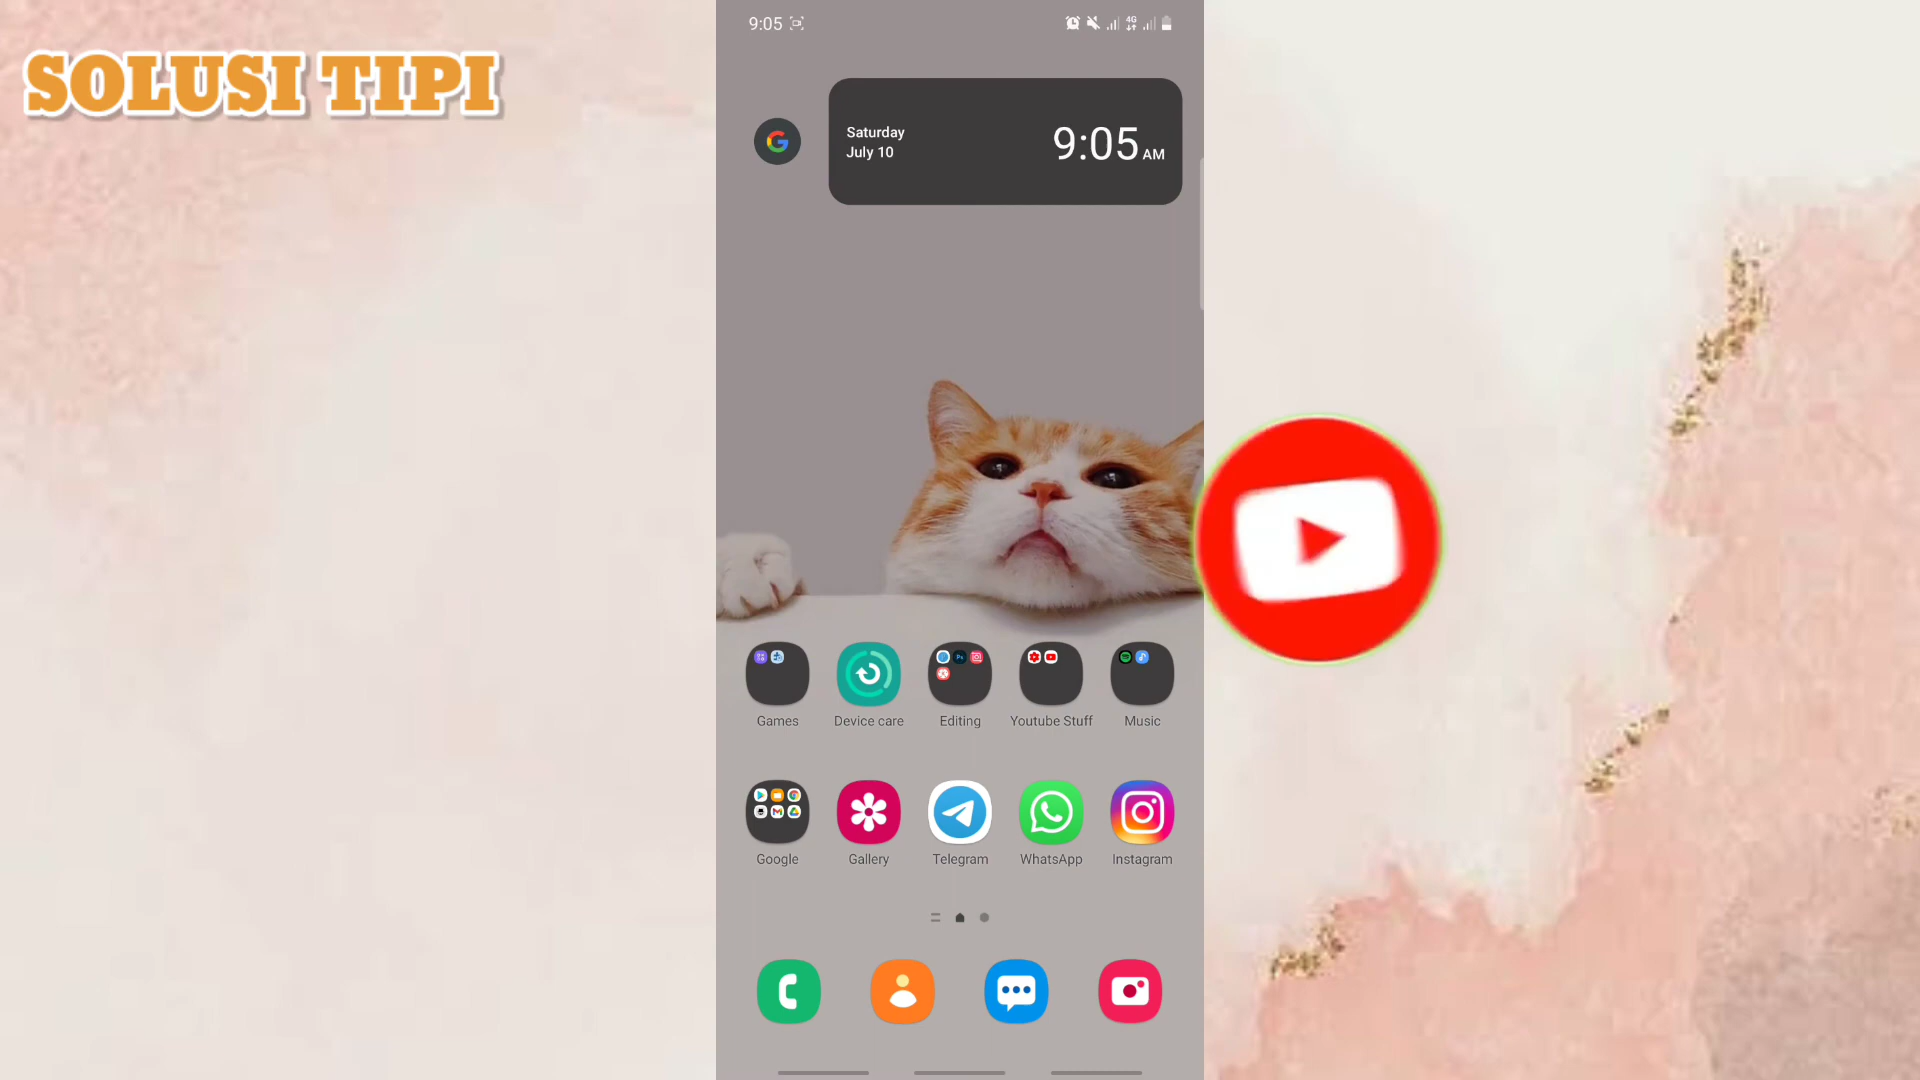 SOLUSI TIPI
9:05
4G
Saturday
July 10
9:05 AM
Games
Device care
Editing
Youtube Stuff
Music
Google
Gallery
Telegram
WhatsApp
Instagram